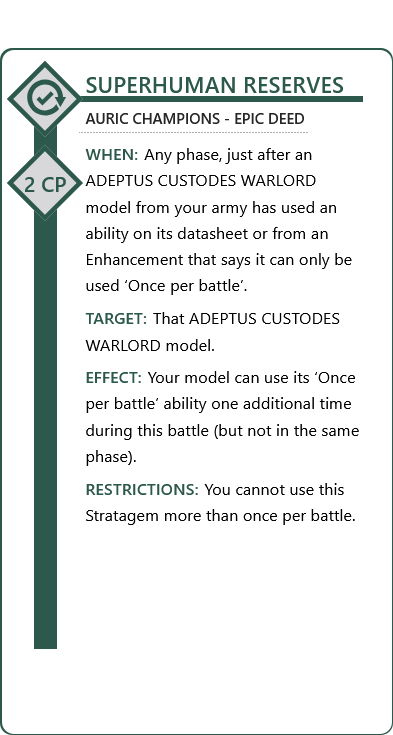 SUPERHUMAN RESERVES
AURIC CHAMPIONS - EPIC DEED
2 CP
WHEN: Any phase, just after an
ADEPTUS CUSTODES WARLORD
model from your army has used an
ability on its datasheet or from an
Enhancement that says it can only be
used ‘Once per battle’.
TARGET: That ADEPTUS CUSTODES
WARLORD model.
EFFECT: Your model can use its ‘Once
per battle’ ability one additional time
during this battle (but not in the same
phase).
RESTRICTIONS: You cannot use this
Stratagem more than once per battle.